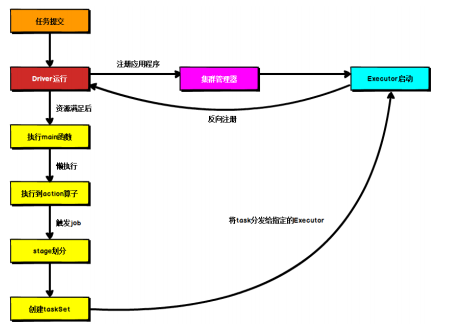 任务提交
注册应用程序
Driver运行
集群管理器
Executor启动
资源满足后
反向注册
执行main函数
懒执行
执行到action算子
触发job
将task分发给指定的Executor
stage划分
创建taskSet